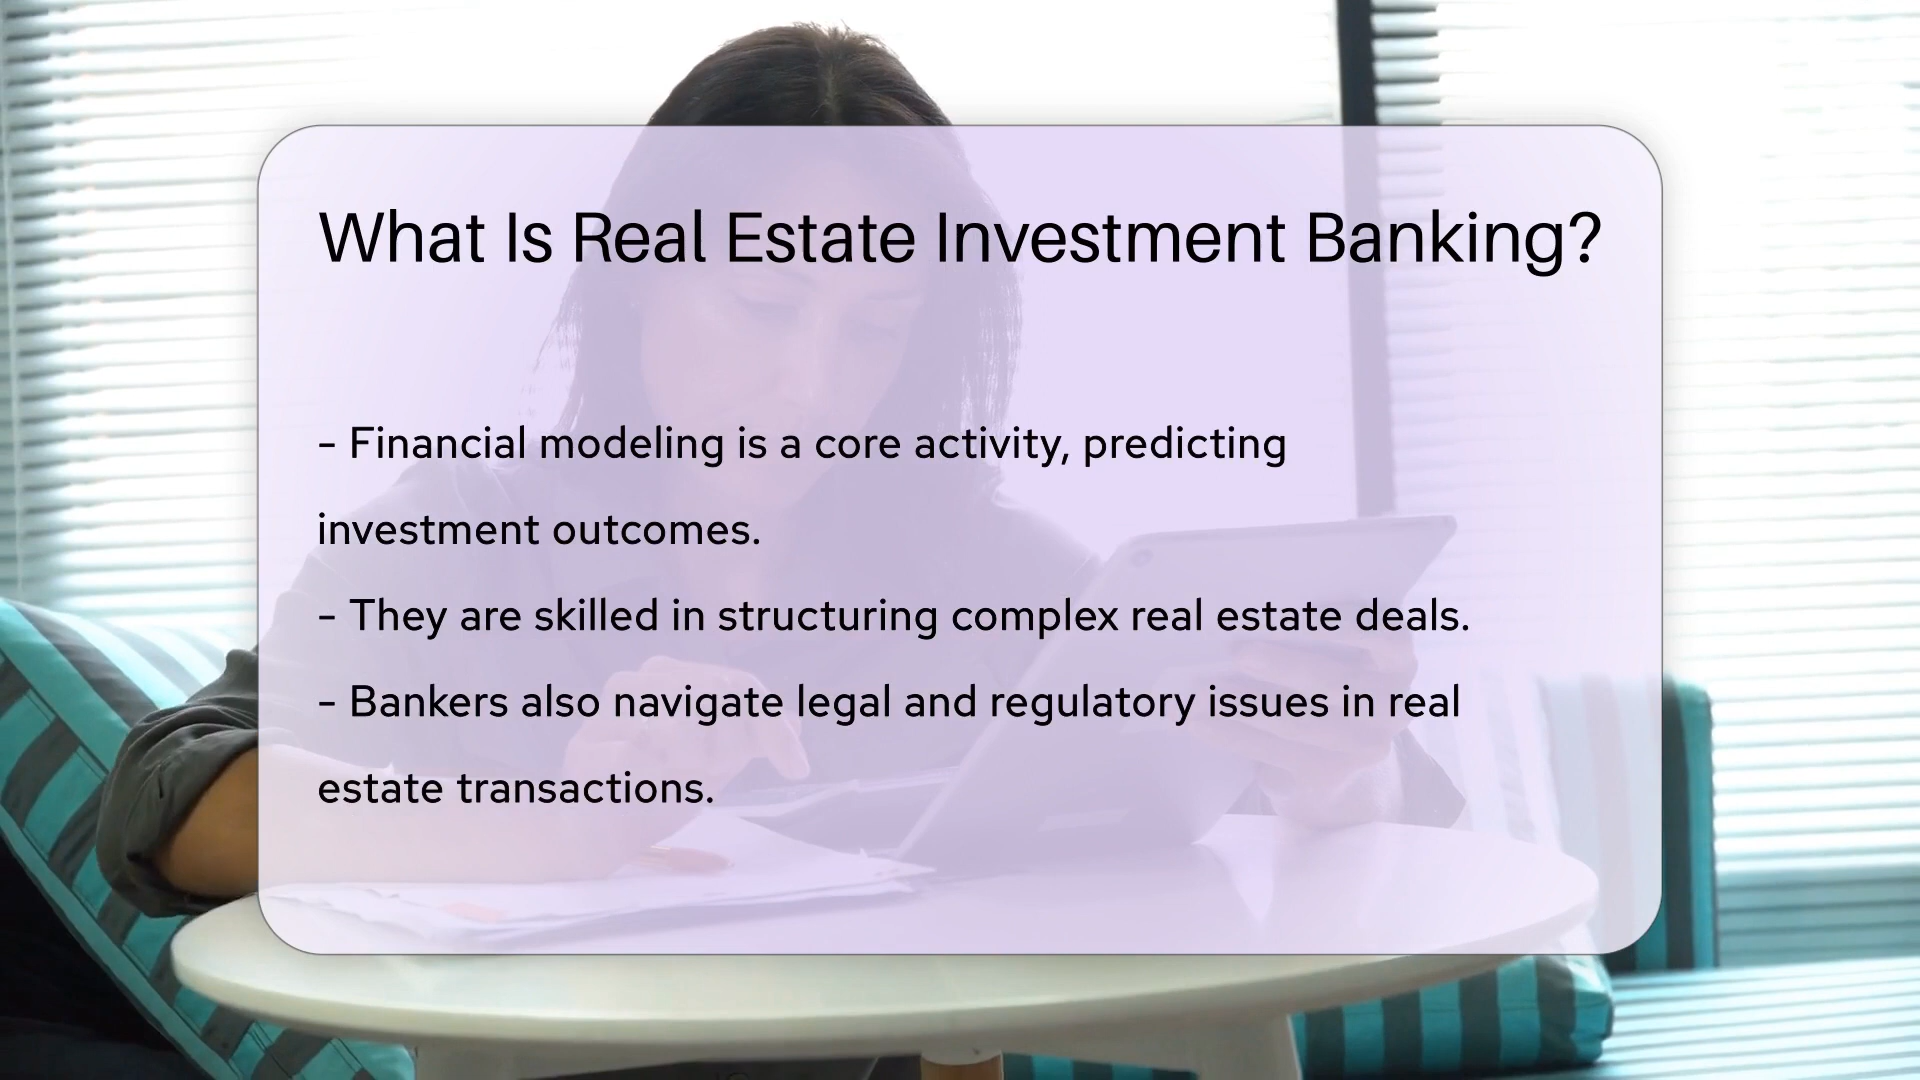 What Is Real Estate Investment Banking?
- Financial modeling is a core activity, predicting
investment outcomes.
- They are skilled in structuring complex real estate deals.
- Bankers also navigate legal and regulatory issues in real
estate transactions.